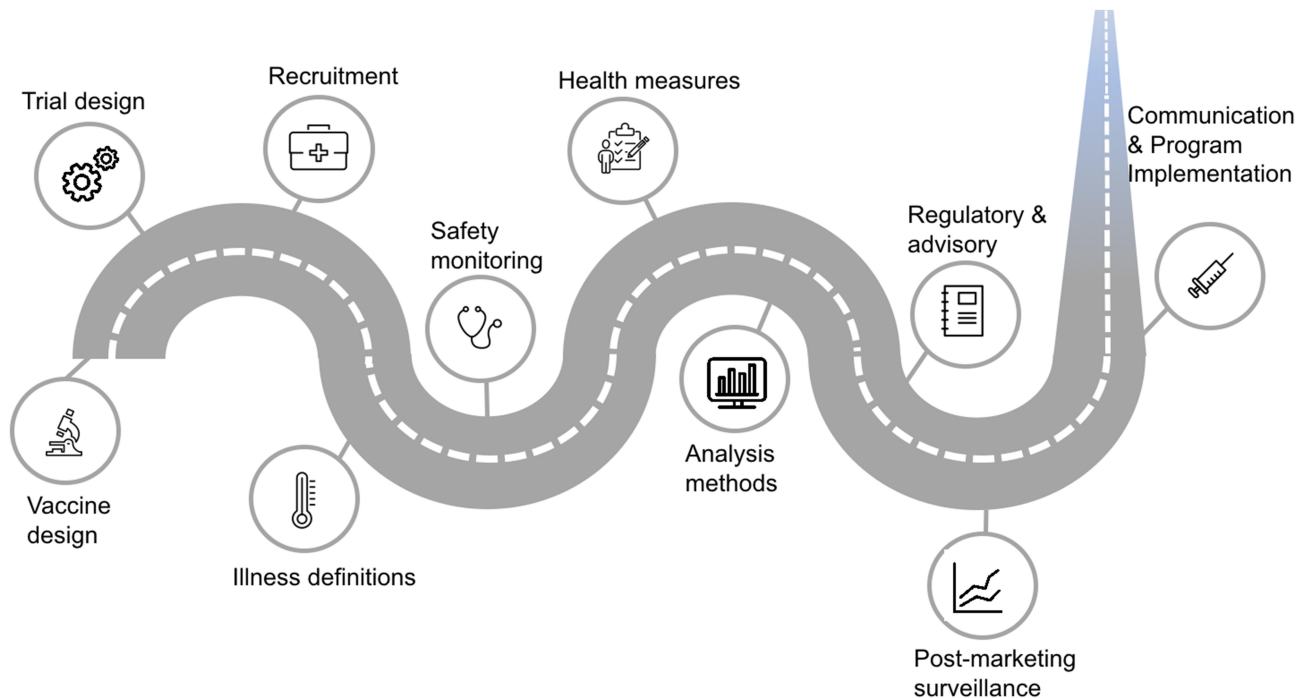 Trial design
Recruitment
Health measures
Communication
& Program
Implementation
Safety
monitoring
Regulatory &
advisory
Vaccine
design
Illness definitions
Analysis
methods
Post-marketing
surveillance